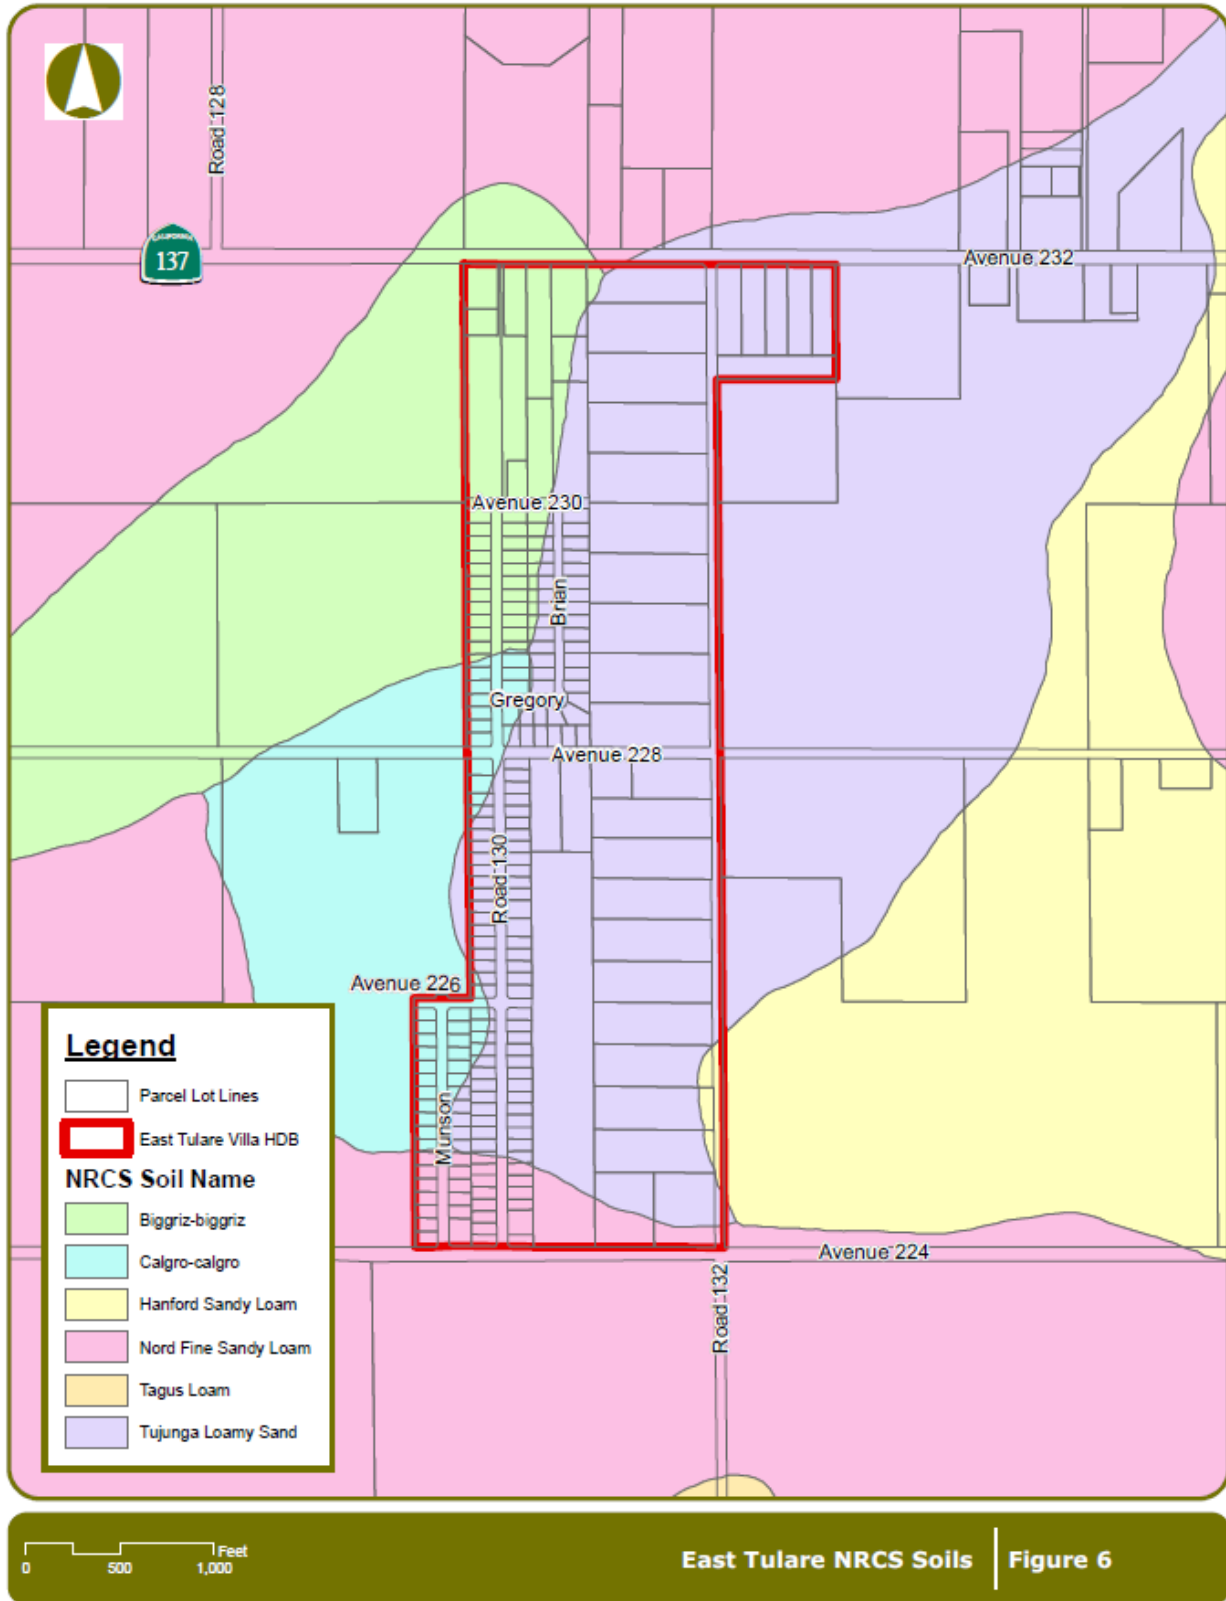 Road 128
CALIFORNIA
137
Avenue 232
Avenue 230
Brian
Gregory
Avenue 228
Road 130
Avenue 226
Munson
Avenue 224
Road 132
Legend
Parcel Lot Lines
East Tulare Villa HDB
NRCS Soil Name
Biggriz-biggriz
Calgro-calgro
Hanford Sandy Loam
Nord Fine Sandy Loam
Tagus Loam
Tujunga Loamy Sand
Feet
0 500 1,000
East Tulare NRCS Soils Figure 6